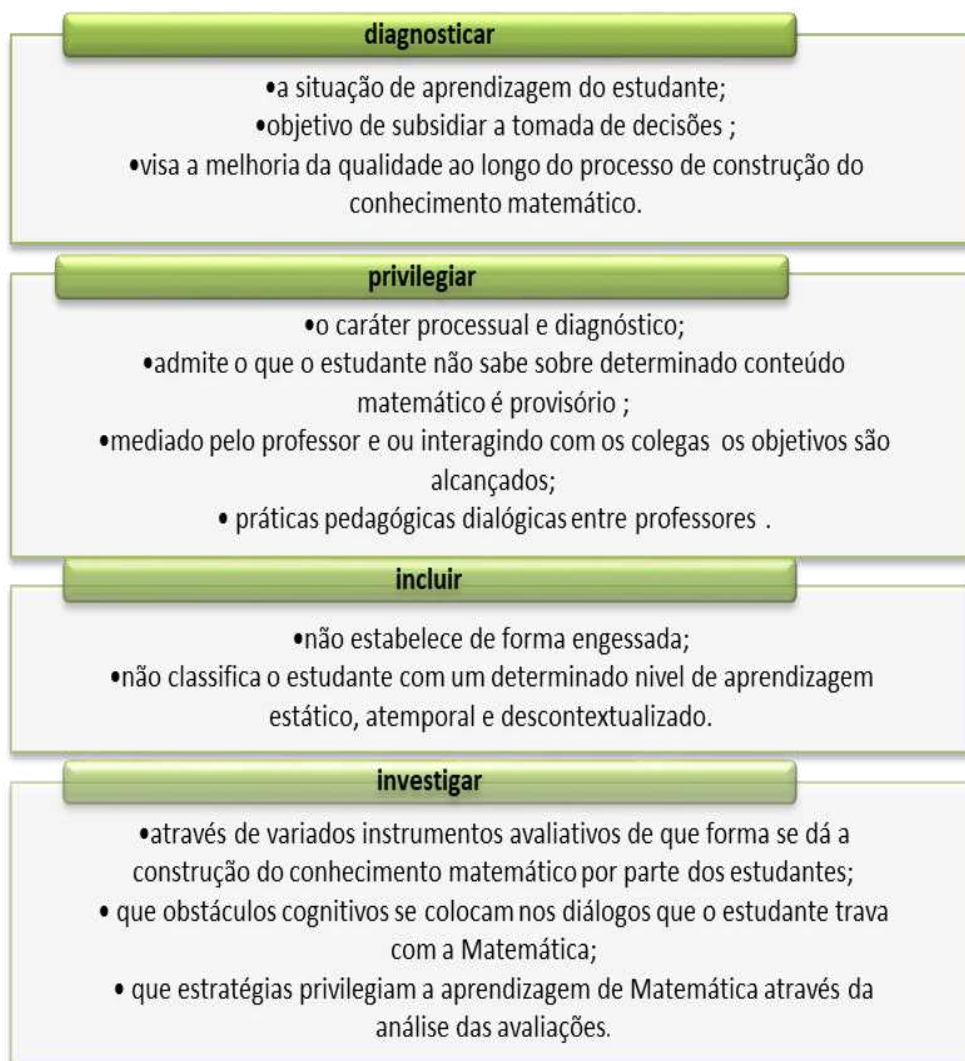 diagnosticar
•a situação de aprendizagem do estudante;
•objetivo de subsidiar a tomada de decisões ;
•visa a melhoria da qualidade ao longo do processo de construção do
conhecimento matemático.
privilegiar
•o caráter processual e diagnóstico;
•admite o que o estudante não sabe sobre determinado conteúdo
matemático é provisório ;
•mediado pelo professor e ou interagindo com os colegas os objetivos são
alcançados;
• práticas pedagógicas dialógicas entre professores .
incluir
•não estabelece de forma engessada;
•não classifica o estudante com um determinado nivel de aprendizagem
estático, atemporal e descontextualizado.
investigar
•através de variados instrumentos avaliativos de que forma se dá a
construção do conhecimento matemático por parte dos estudantes;
• que obstáculos cognitivos se colocam nos diálogos que o estudante trava
com a Matemática;
• que estratégias privilegiam a aprendizagem de Matemática através da
análise das avaliações.